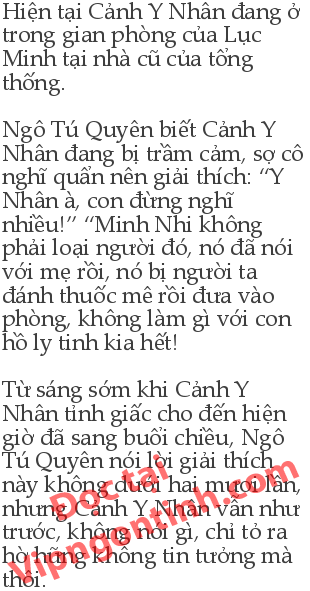 Hiện tại Cảnh Y Nhân đang ở
trong gian phòng của Lục
Minh tại nhà cũ của tổng
thống.
Ngô Tú Quyên biết Cảnh Y
Nhân đang bị trầm cảm, sợ cô
nghĩ quẩn nên giải thích: “Y
Nhân à, con đừng nghĩ
nhiều!” “Minh Nhi không
phải loại người đó, nó đã nói
với mẹ rồi, nó bị người ta
đánh thuốc mê rồi đưa vào
phòng, không làm gì với con
hồ ly tinh kia hết!
Từ sáng sớm khi Cảnh Y
Nhân tỉnh giấc cho đến hiện
giờ đã sang buổi chiều, Ngô
Tú Quyên nói lời giải thích
này không dưới hai mươi lần,
nhưng Cảnh Y Nhân vẫn như
trước, không nói gì, chỉ tỏ ra
hờ hững không tin tưởng mà
thôi.
Doc tai
Vipngontinh.com